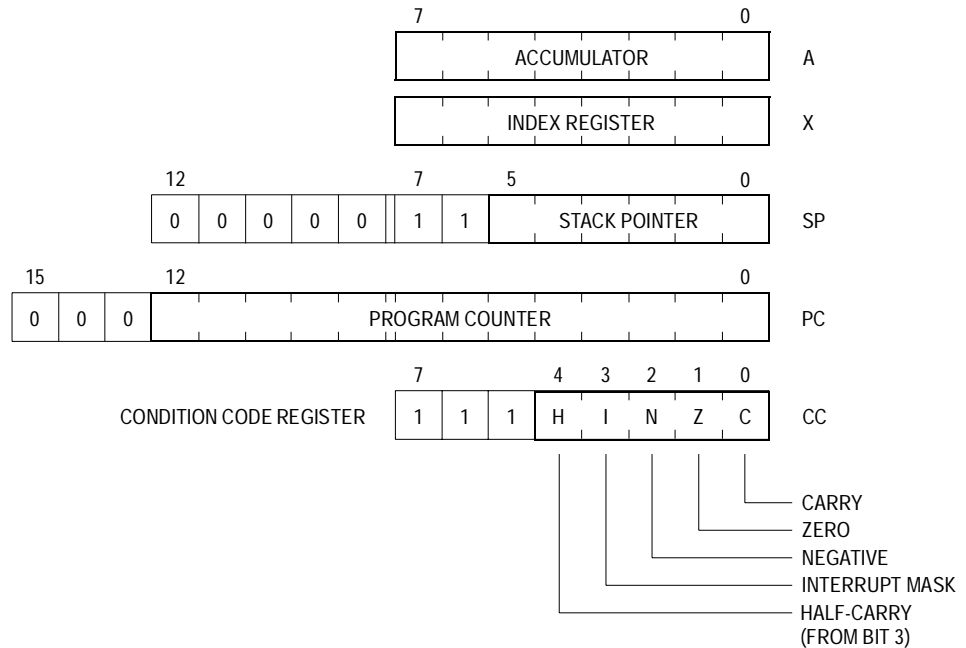 7 0
ACCUMULATOR A
INDEX REGISTER X
12 7 5 0
0 0 0 0 0 1 1 STACK POINTER SP
15 12 0
0 0 0 PROGRAM COUNTER PC
7 4 3 2 1 0
CONDITION CODE REGISTER 1 1 1 H I N Z C CC
CARRY
ZERO
NEGATIVE
INTERRUPT MASK
HALF-CARRY
(FROM BIT 3)